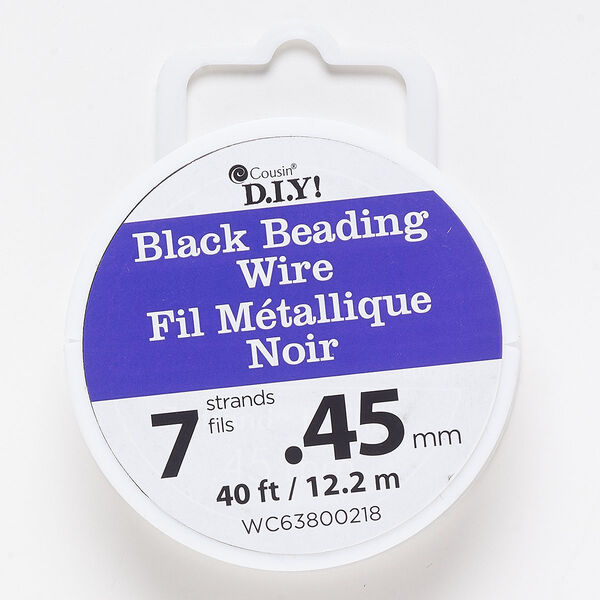 Cousin®
D.I.Y!
Black Beading
Wire
Fil Métallique
Noir
7 strands
fils
.45 mm
40 ft / 12.2 m
WC63800218